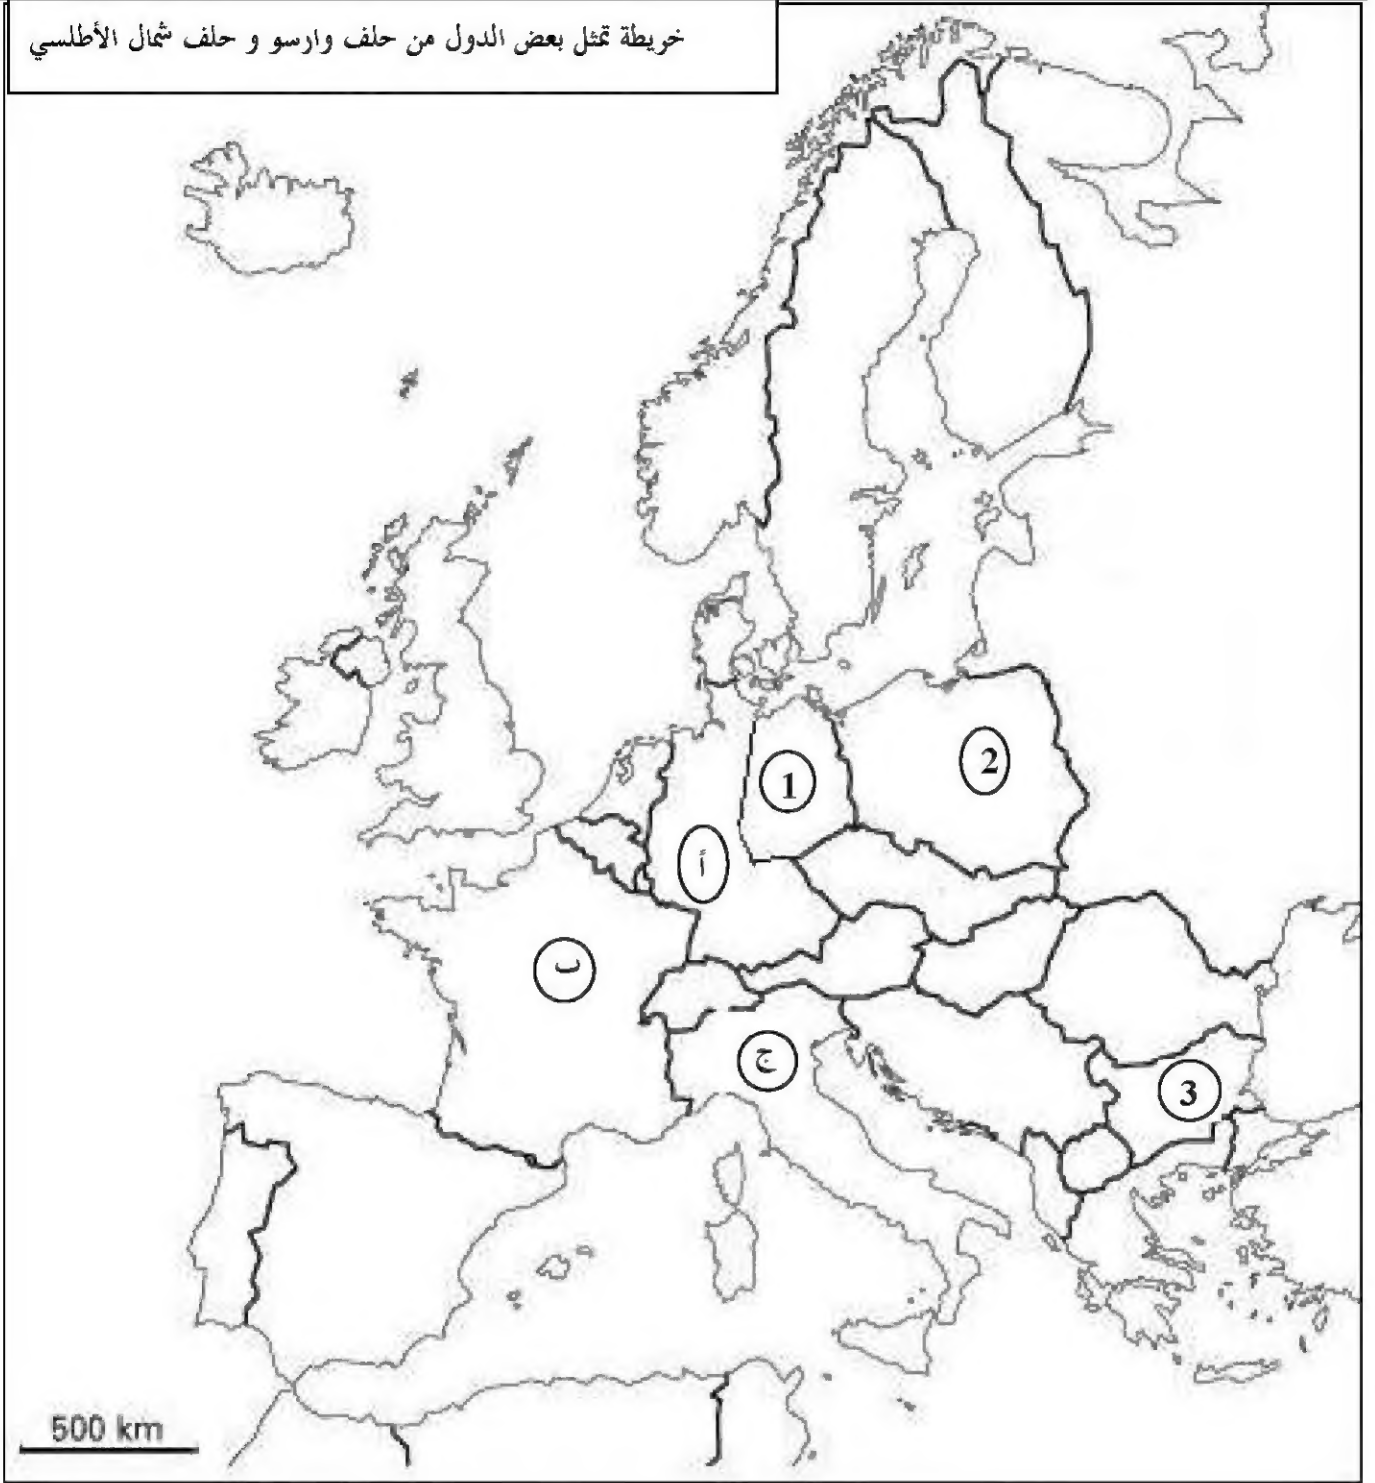 خريطة تمثل بعض الدول من حلف وارسو و حلف شمال الأطلسي
1
2
أ
ب
ج
3
500 km